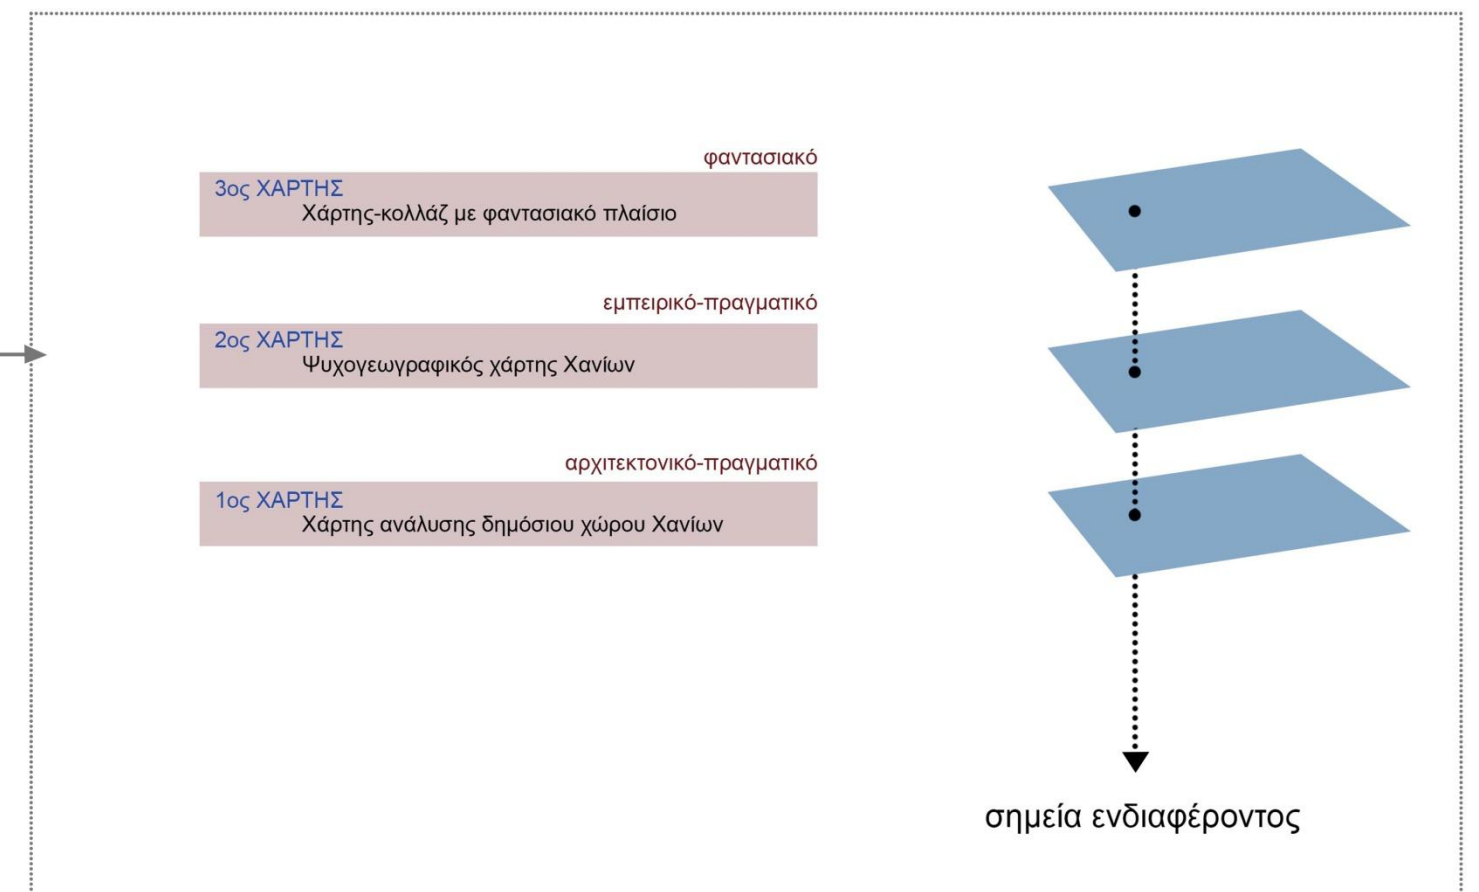 φαντασιακό
3ος ΧΑΡΤΗΣ
Χάρτης-κολλάζ με φαντασιακό πλαίσιο
εμπειρικό-πραγματικό
2ος ΧΑΡΤΗΣ
Ψυχογεωγραφικός χάρτης Χανίων
αρχιτεκτονικό-πραγματικό
1ος ΧΑΡΤΗΣ
Χάρτης ανάλυσης δημόσιου χώρου Χανίων
σημεία ενδιαφέροντος